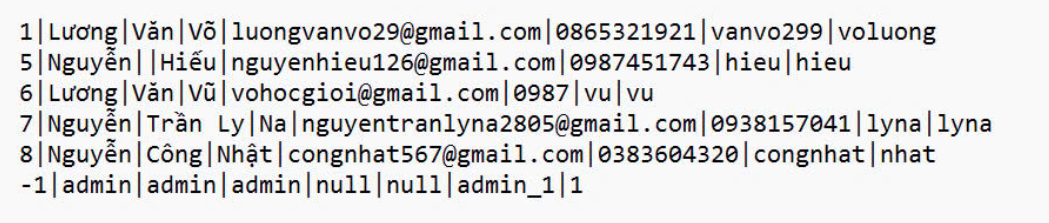 1|Lương|Văn|Võ|luongvanvo29@gmail.com|0865321921|vanvo299|voluong
5|Nguyễn||Hiếu|nguyenhieu126@gmail.com|0987451743|hieu|hieu
6|Lương|Văn|Vũ|vohocgioi@gmail.com|0987|vu|vu
7|Nguyễn|Trần Ly|Na|nguyentranlyna2805@gmail.com|0938157041|lyna|lyna
8|Nguyễn|Công|Nhật|congnhat567@gmail.com|0383604320|congnhat|nhat
-1|admin|admin|admin|null|null|admin_1|1